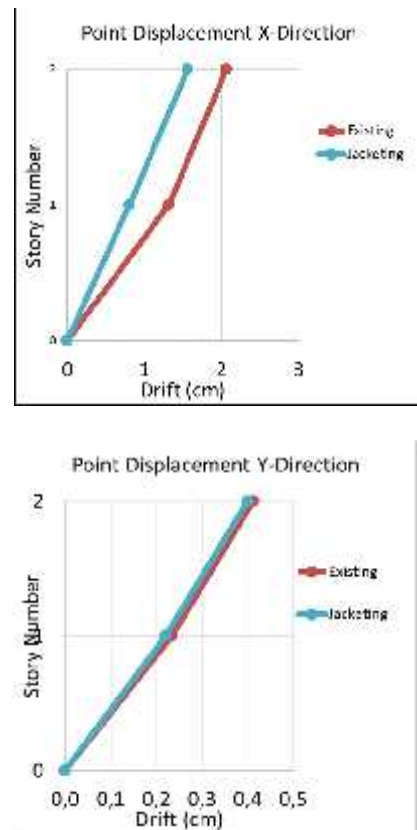 Point Displacement X-Direction
2
Existing
Jacketing
Story Number
1
0
0 1 2 3
Drift (cm)
Point Displacement Y-Direction
2
Existing
Jacketing
Story Number
0
0,0 0,1 0,2 0,3 0,4 0,5
Drift (cm)